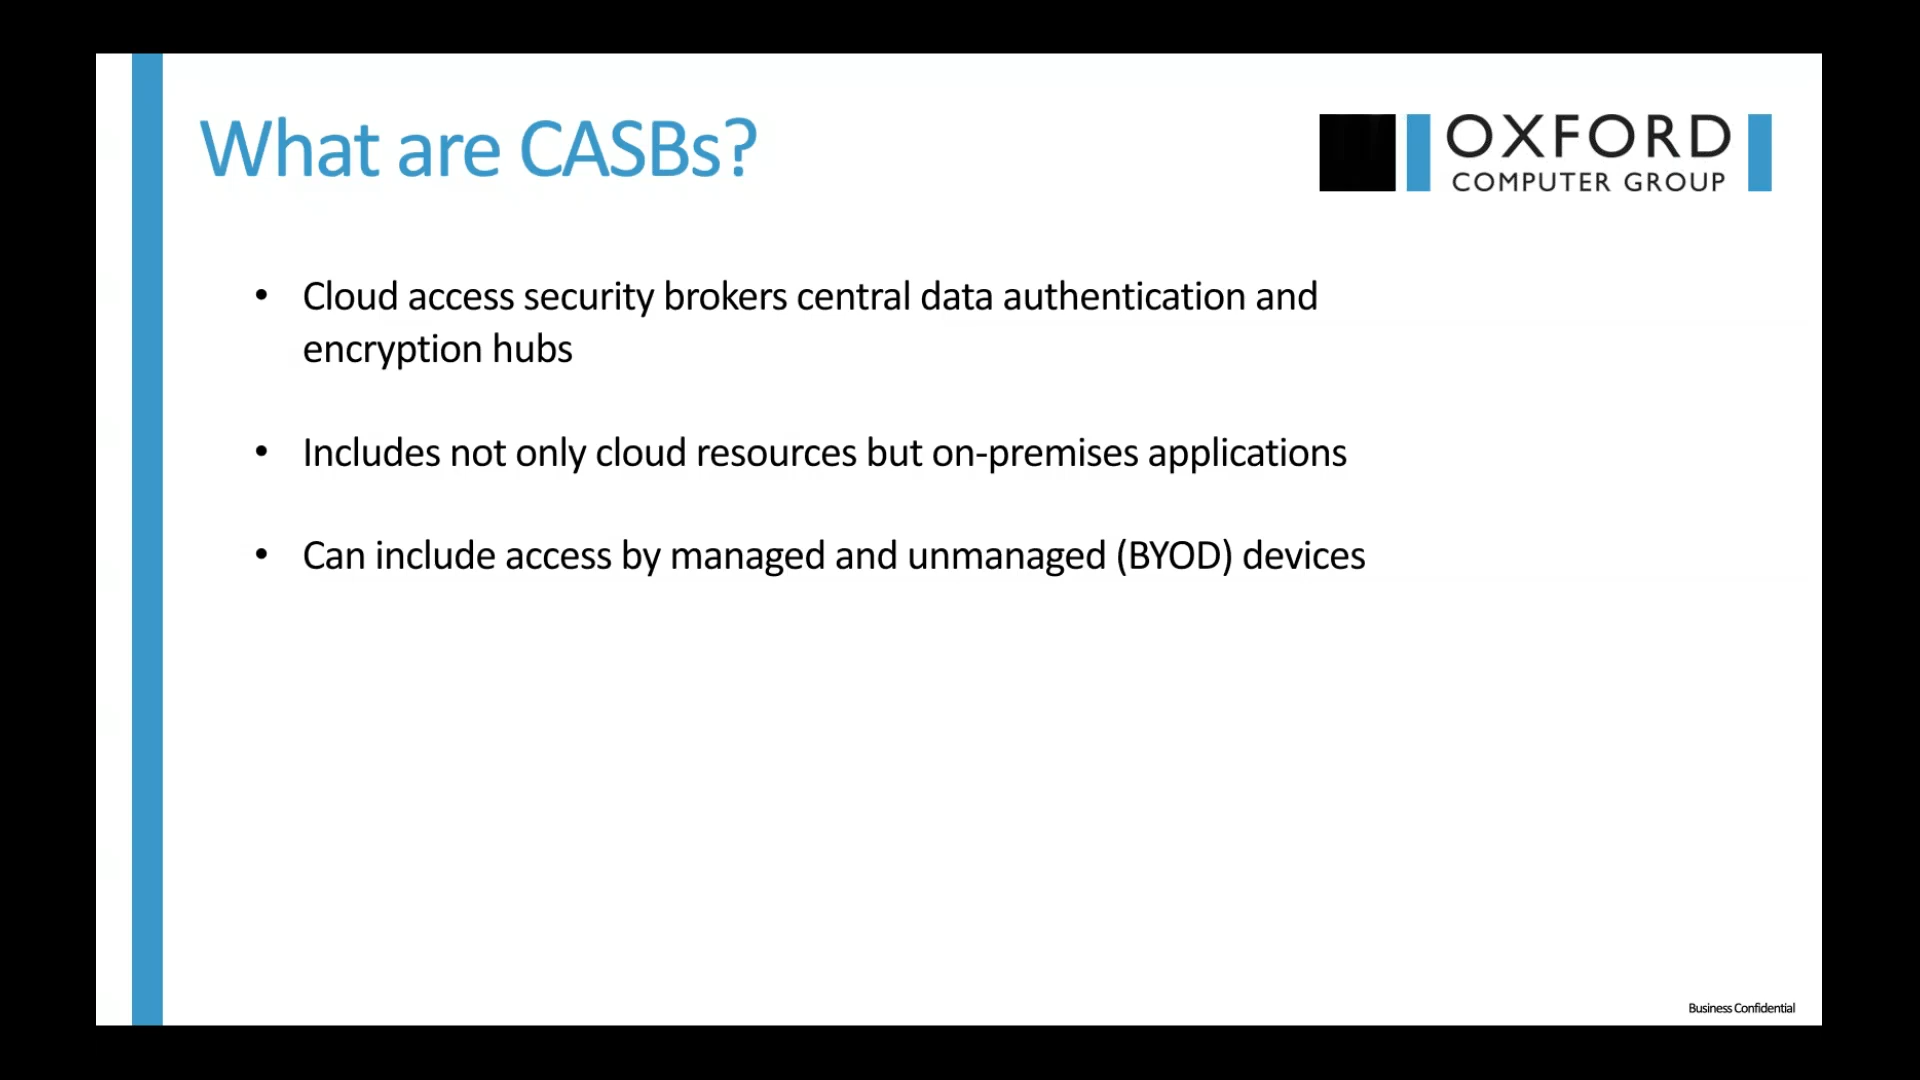 What are CASBs?
OXFORD
COMPUTER GROUP
• Cloud access security brokers central data authentication and
encryption hubs
• Includes not only cloud resources but on-premises applications
• Can include access by managed and unmanaged (BYOD) devices
Business Confidential